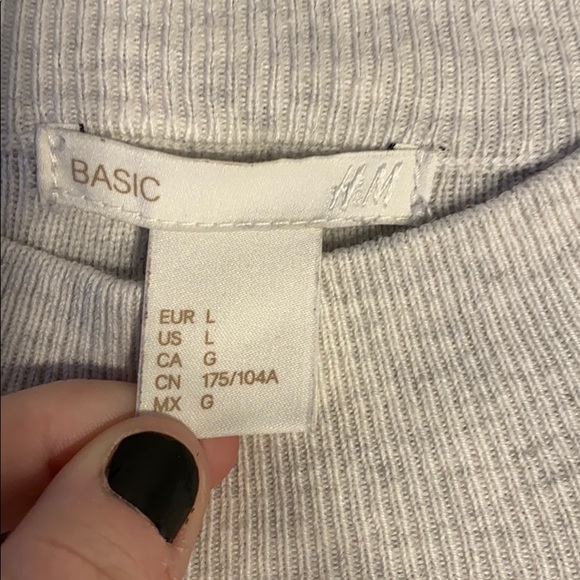 BASIC H&M
EUR L
US L
CA G
CN 175/104A
MX G